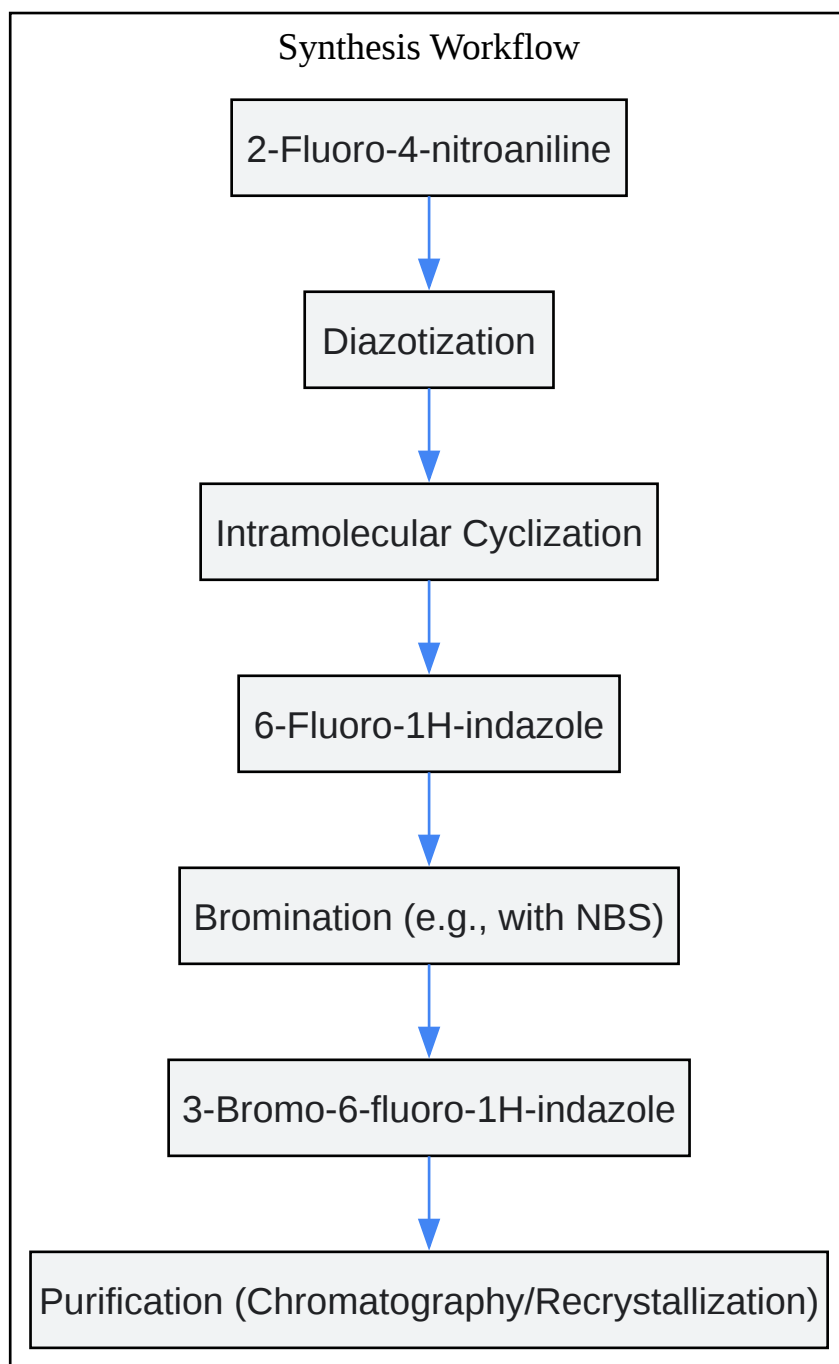 Synthesis Workflow
2-Fluoro-4-nitroaniline
Diazotization
Intramolecular Cyclization
6-Fluoro-1H-indazole
Bromination (e.g., with NBS)
3-Bromo-6-fluoro-1H-indazole
Purification (Chromatography/Recrystallization)